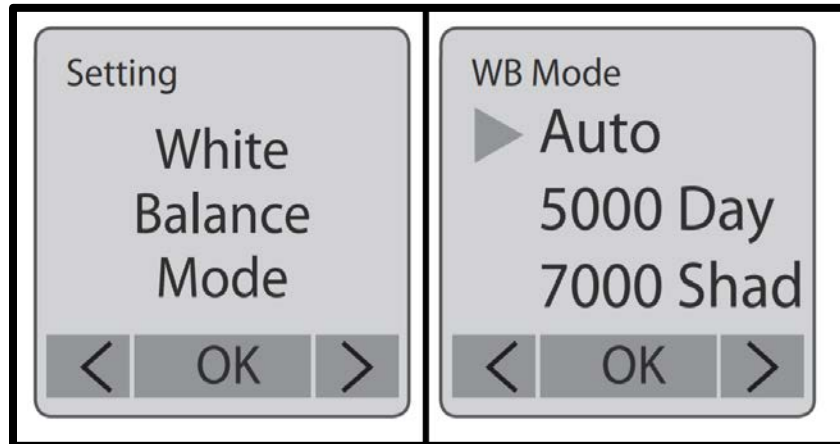 Setting
White
Balance
Mode
< OK >
WB Mode
Auto
5000 Day
7000 Shad
< OK >